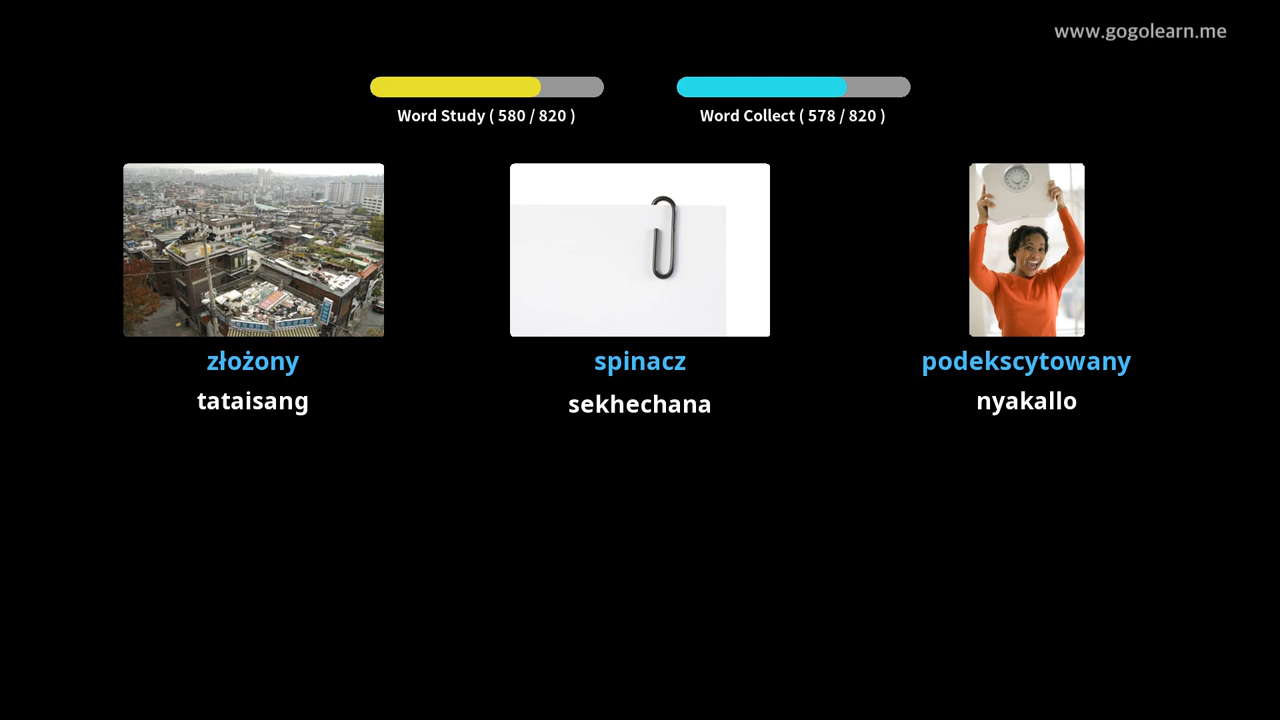 www.gogolearn.me
Word Study ( 580 / 820 )
Word Collect ( 578 / 820 )
złożony
spinacz
podekscytowany
tataisang
sekhechana
nyakallo